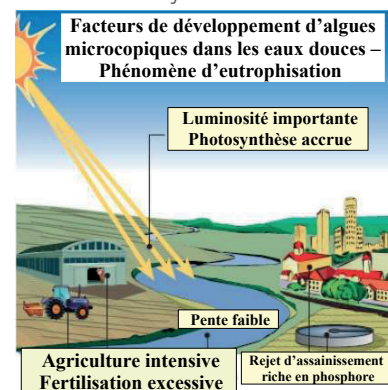 Facteurs de développement d'algues
microcopiques dans les eaux douces –
Phénomène d'eutrophisation
Luminosité importante
Photosynthèse accrue
Pente faible
Agriculture intensive
Fertilisation excessive
Rejet d'assainissement
riche en phosphore